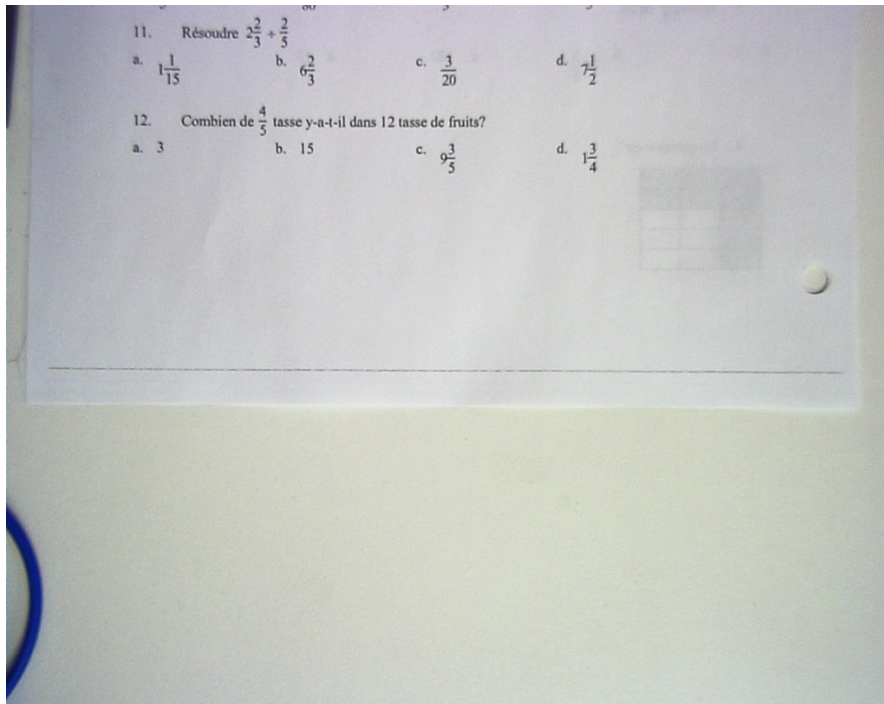 11. Résoudre 2 2/3 ÷ 2/5
a. 1 1/15 b. 6 2/3 c. 3/20 d. 7 1/2
12. Combien de 4/5 tasse y-a-t-il dans 12 tasse de fruits?
a. 3 b. 15 c. 9 3/5 d. 1 3/4